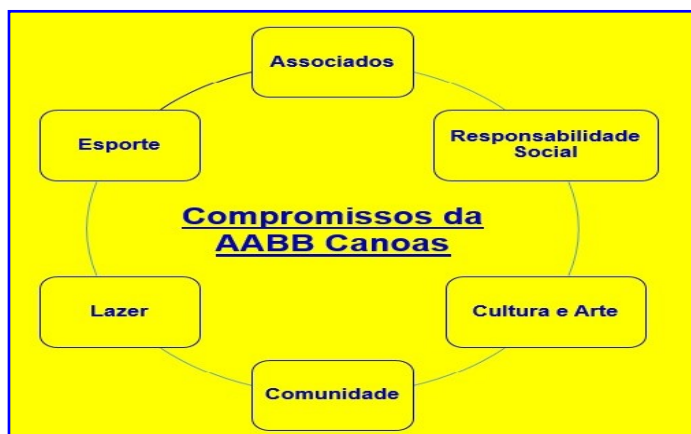 Associados
Esporte
Responsabilidade
Social
Compromissos da
AABB Canoas
Lazer
Cultura e Arte
Comunidade